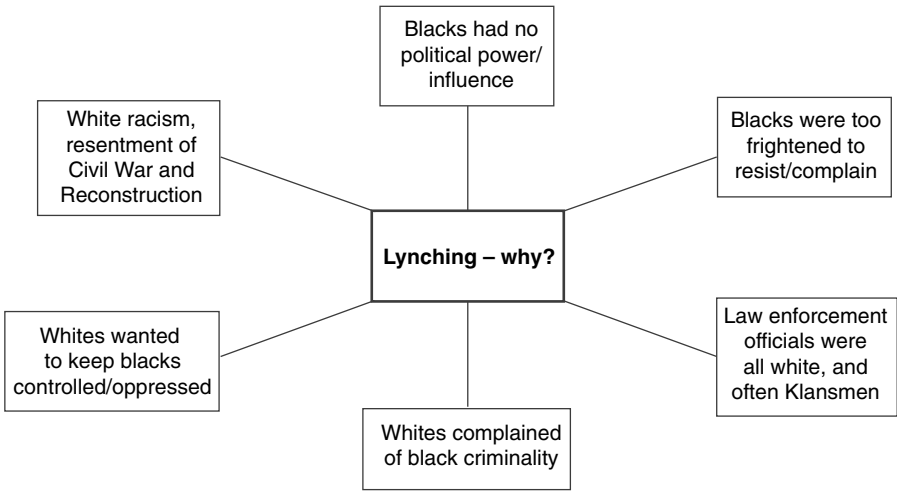 Blacks had no
political power/
influence
White racism,
resentment of
Civil War and
Reconstruction
Blacks were too
frightened to
resist/complain
Lynching – why?
Whites wanted
to keep blacks
controlled/oppressed
Law enforcement
officials were
all white, and
often Klansmen
Whites complained
of black criminality